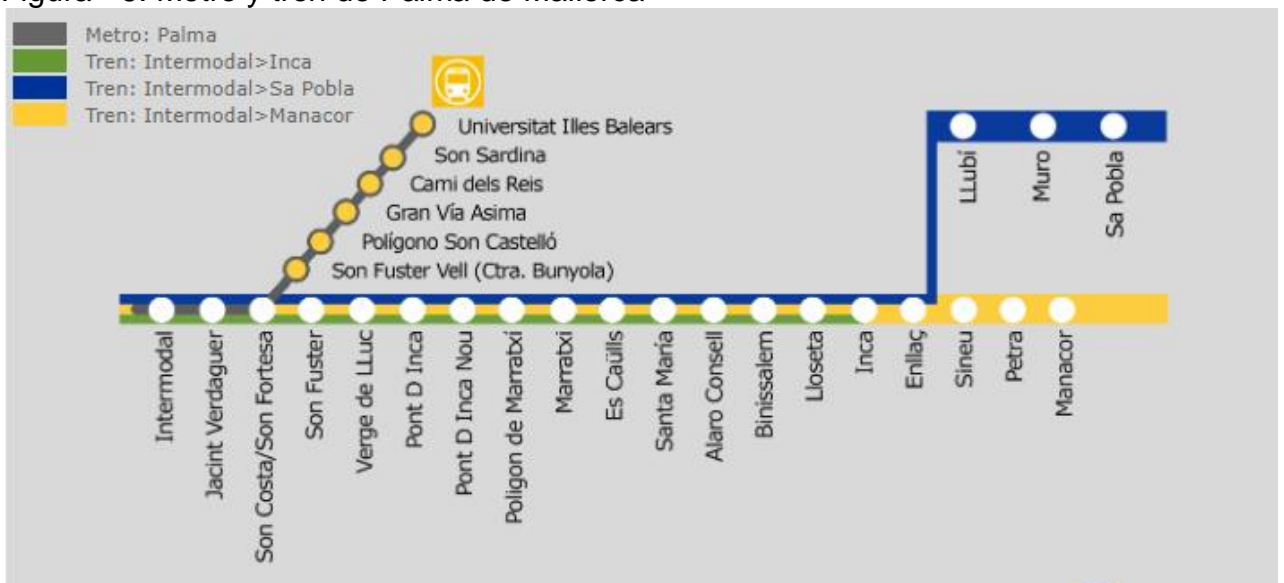 Metro: Palma
Tren: Intermodal>Inca
Tren: Intermodal>Sa Pobla
Tren: Intermodal>Manacor
Universitat Illes Balears
Son Sardina
Cami dels Reis
Gran Vía Asima
Polígono Son Castelló
Son Fuster Vell (Ctra. Bunyola)
LLubí
Muro
Sa Pobla
Intermodal
Jacint Verdaguer
Son Costa/Son Fortesa
Son Fuster
Verge de LLuc
Pont D Inca
Pont D Inca Nou
Poligon de Marratxí
Marratxi
Es Caülls
Santa María
Alaro Consell
Binissalem
Lloseta
Inca
Enllaç
Sineu
Petra
Manacor